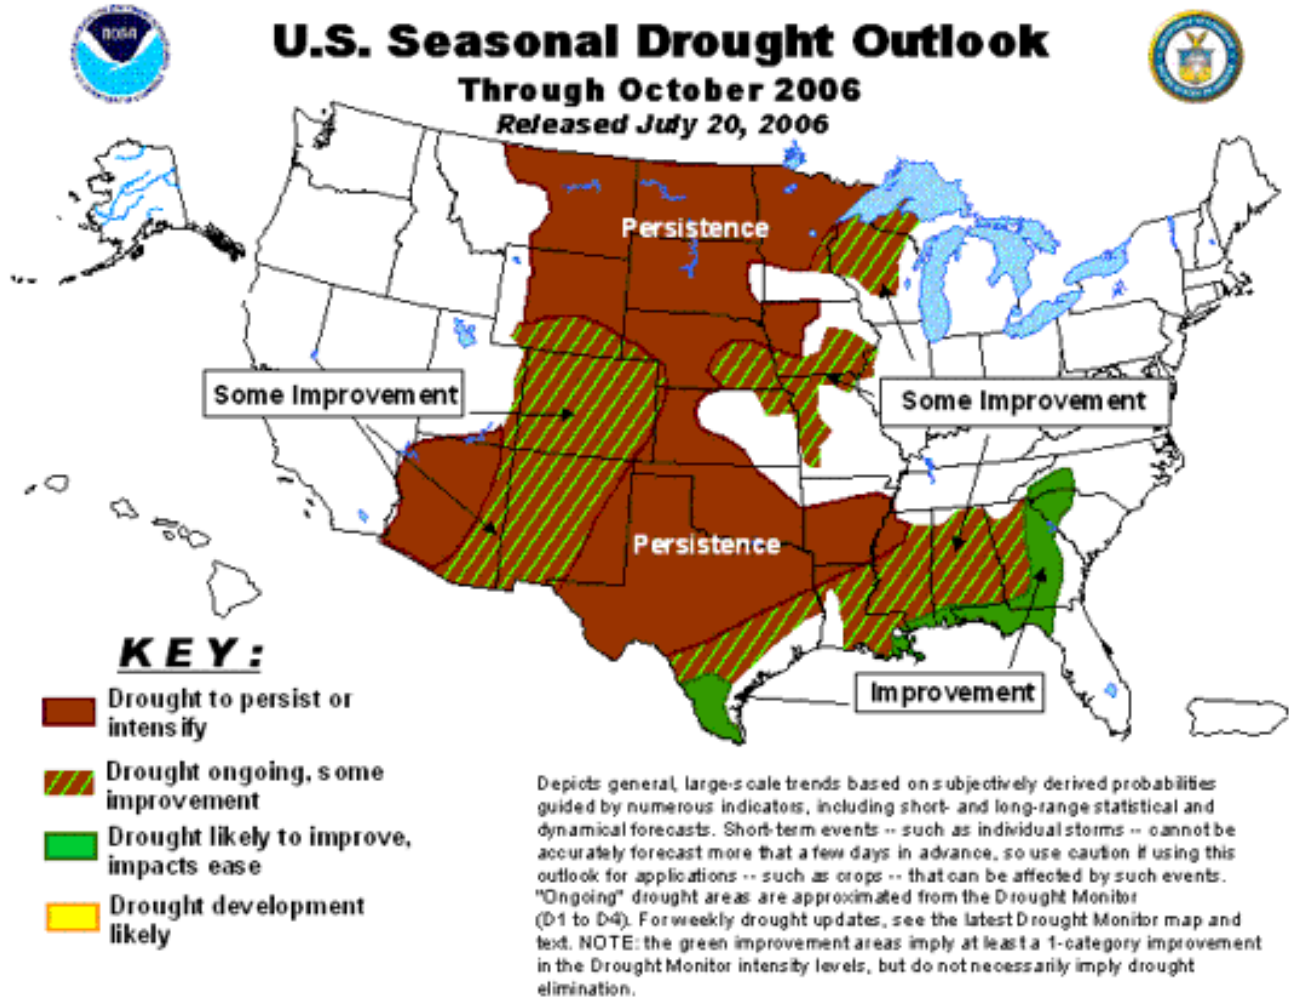 NOAA
U.S. Seasonal Drought Outlook
Through October 2006
Released July 20, 2006
Persistence
Some Improvement
Some Improvement
Persistence
Improvement
KEY:
Drought to persist or
intensify
Drought ongoing, some
improvement
Drought likely to improve,
impacts ease
Drought development
likely
Depicts general, large-scale trends based on subjectively derived probabilities
guided by numerous indicators, including short- and long-range statistical and
dynamical forecasts. Short-term events -- such as individual storms -- cannot be
accurately forecast more that a few days in advance, so use caution if using this
outlook for applications -- such as crops -- that can be affected by such events.
"Ongoing" drought areas are approximated from the Drought Monitor
(D1 to D4). For weekly drought updates, see the latest Drought Monitor map and
text. NOTE: the green improvement areas imply at least a 1-category improvement
in the Drought Monitor intensity levels, but do not necessarily imply drought
elimination.